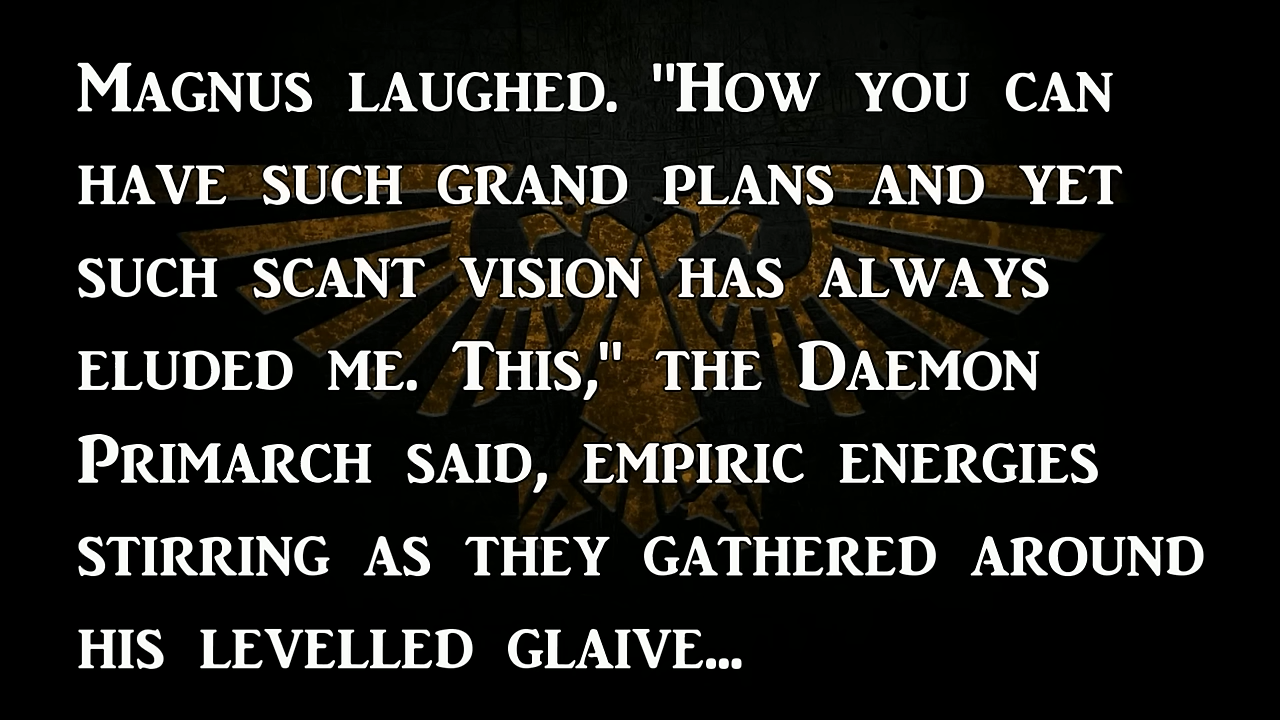 Magnus laughed. "How you can
have such grand plans and yet
such scant vision has always
eluded me. This," the Daemon
Primarch said, empiric energies
stirring as they gathered around
his levelled glaive...